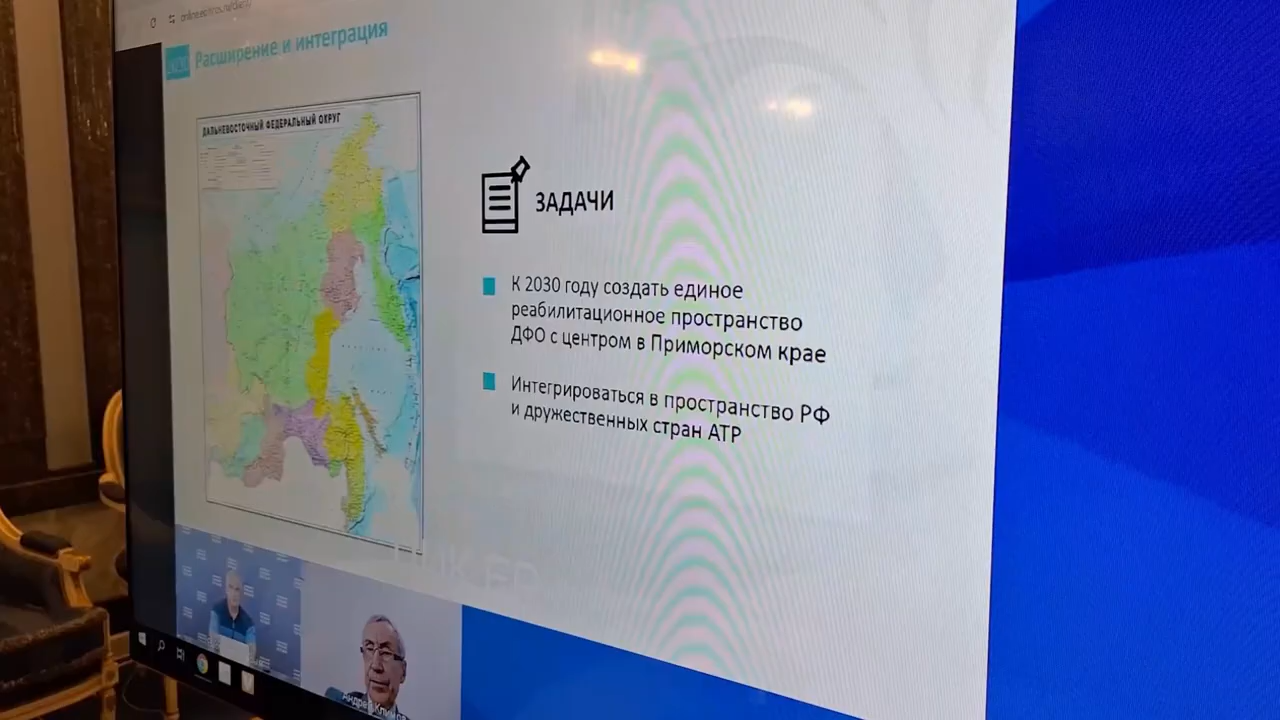 Расширение и интеграция
ДАЛЬНЕВОСТОЧНЫЙ ФЕДЕРАЛЬНЫЙ ОКРУГ
ЗАДАЧИ
К 2030 году создать единое
реабилитационное пространство
ДФО с центром в Приморском крае
Интегрироваться в пространство РФ
и дружественных стран АТР